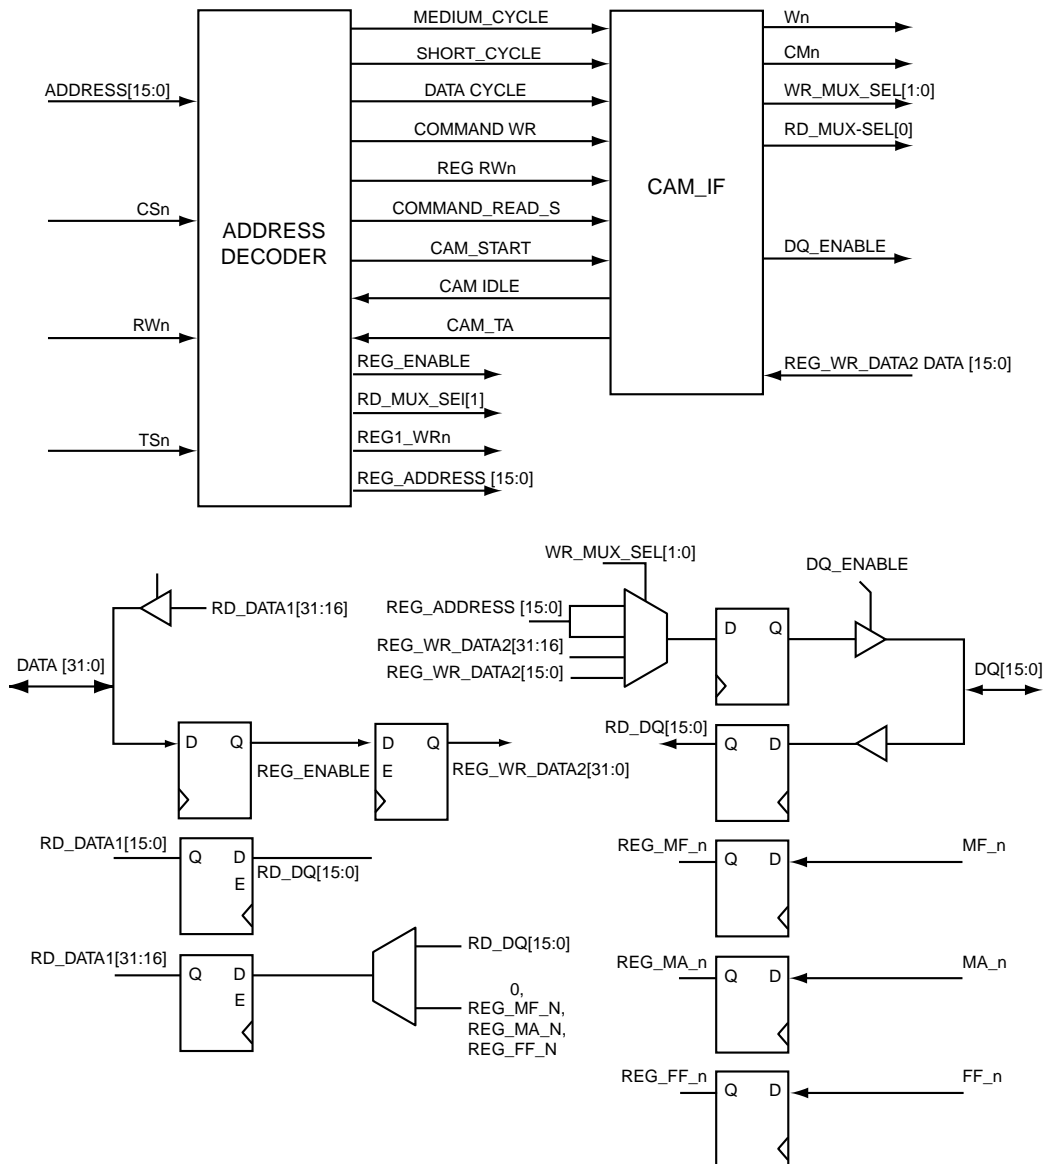 MEDIUM_CYCLE
SHORT_CYCLE
DATA CYCLE
COMMAND WR
REG RWn
COMMAND_READ_S
CAM_START
CAM IDLE
CAM_TA
REG_ENABLE
RD_MUX_SEl[1]
REG1_WRn
REG_ADDRESS [15:0]
ADDRESS[15:0]
CSn
RWn
TSn
ADDRESS
DECODER
CAM_IF
Wn
CMn
WR_MUX_SEL[1:0]
RD_MUX-SEL[0]
DQ_ENABLE
REG_WR_DATA2 DATA [15:0]
RD_DATA1[31:16]
DATA [31:0]
D Q
REG_ENABLE
D Q
E
REG_WR_DATA2[31:0]
RD_DATA1[15:0]
Q D
E
RD_DQ[15:0]
RD_DATA1[31:16]
Q D
E
RD_DQ[15:0]
0,
REG_MF_N,
REG_MA_N,
REG_FF_N
WR_MUX_SEL[1:0]
REG_ADDRESS [15:0]
REG_WR_DATA2[31:16]
REG_WR_DATA2[15:0]
D Q
DQ_ENABLE
DQ[15:0]
RD_DQ[15:0]
Q D
REG_MF_n
Q D
MF_n
REG_MA_n
Q D
MA_n
REG_FF_n
Q D
FF_n